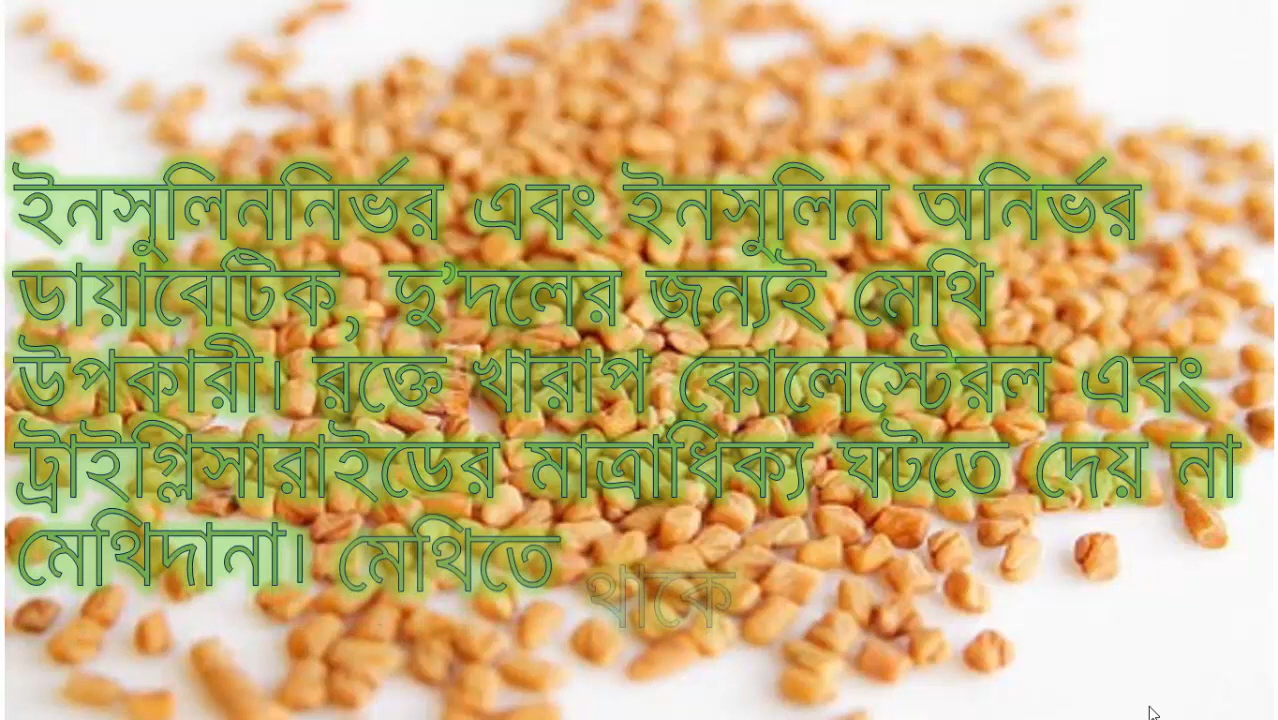 ইনসুলিননির্ভর এবং ইনসুলিন অনির্ভর
ডায়াবেটিক, দু’দলের জন্যই মেথি
উপকারী। রক্তে খারাপ কোলেস্টেরল এবং
ট্রাইগ্লিসারাইডের মাত্রাধিক্য ঘটতে দেয় না
মেথিদানা। মেথিতে থাকে